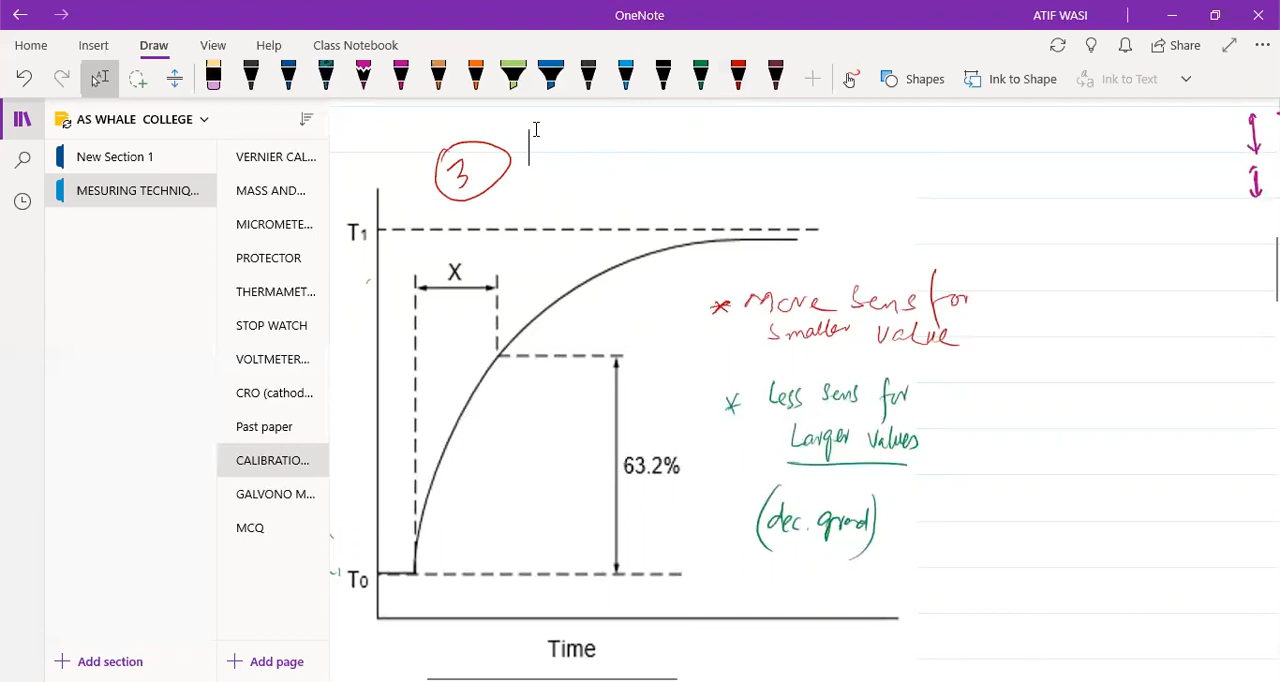 OneNote
ATIF WASI
Home
Insert
Draw
View
Help
Class Notebook
Share
Shapes
Ink to Shape
Ink to Text
AS WHALE COLLEGE
New Section 1
MESURING TECHNIQ...
Add section
VERNIER CAL...
MASS AND...
MICROMETE...
PROTECTOR
THERMAMET...
STOP WATCH
VOLTMETER...
CRO (cathod...
Past paper
CALIBRATIO...
GALVONO M...
MCQ
Add page
3
T1
X
63.2%
T0
Time
* More Sens for
Smaller value
* Less sens for
Larger values
(dec. grad)